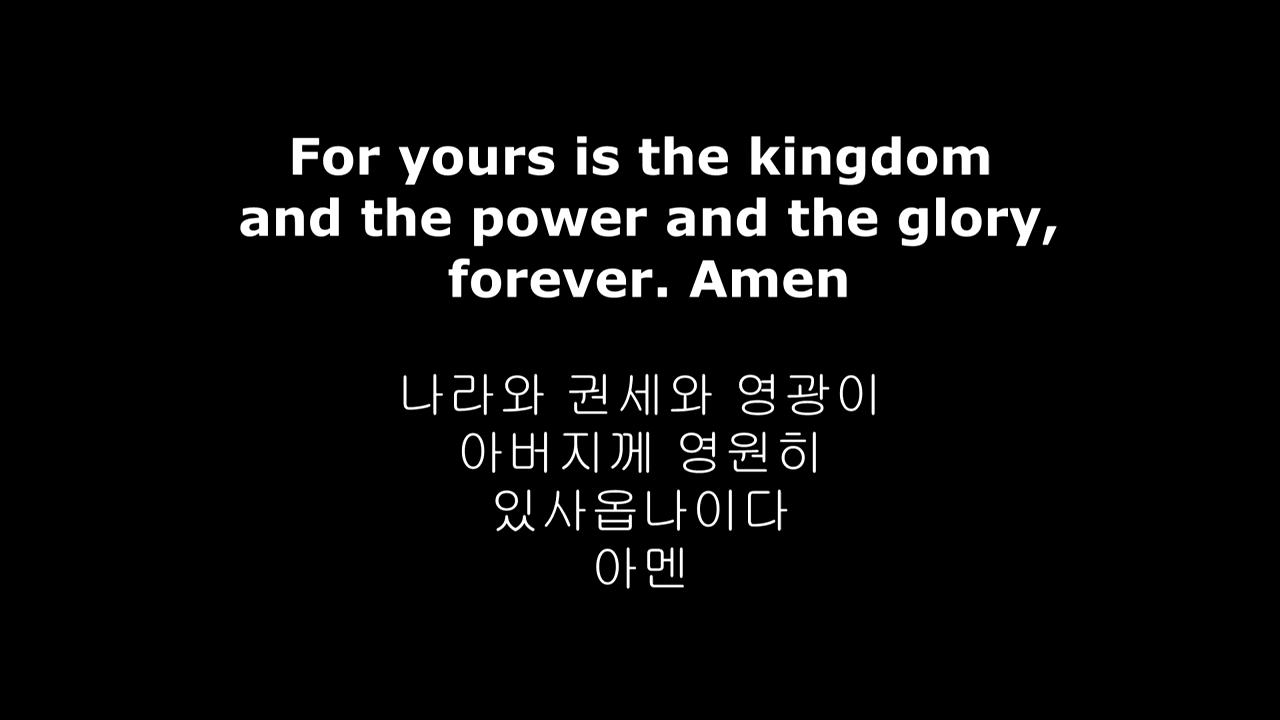 For yours is the kingdom
and the power and the glory,
forever. Amen
나라와 권세와 영광이
아버지께 영원히
있사옵나이다
아멘